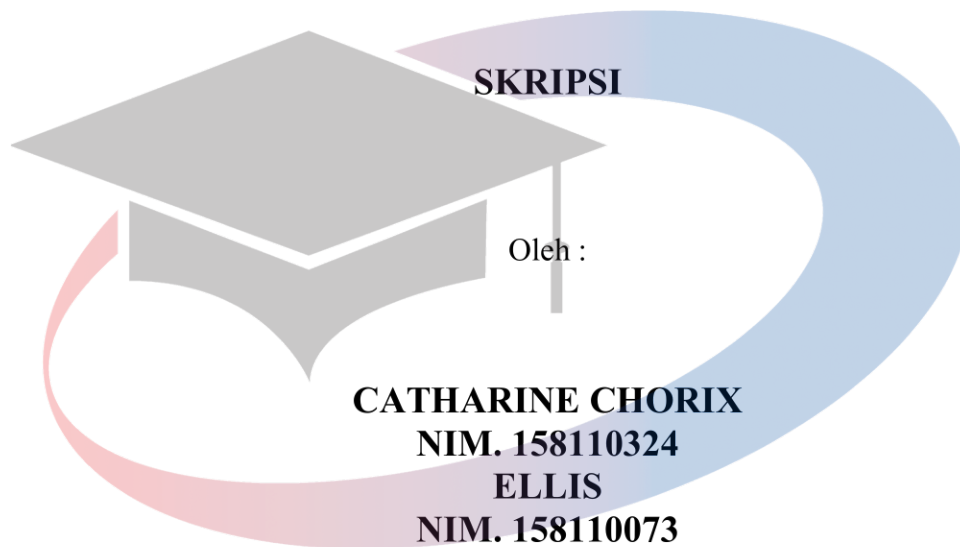 SKRIPSI
Oleh :
CATHARINE CHORIX
NIM. 158110324
ELLIS
NIM. 158110073